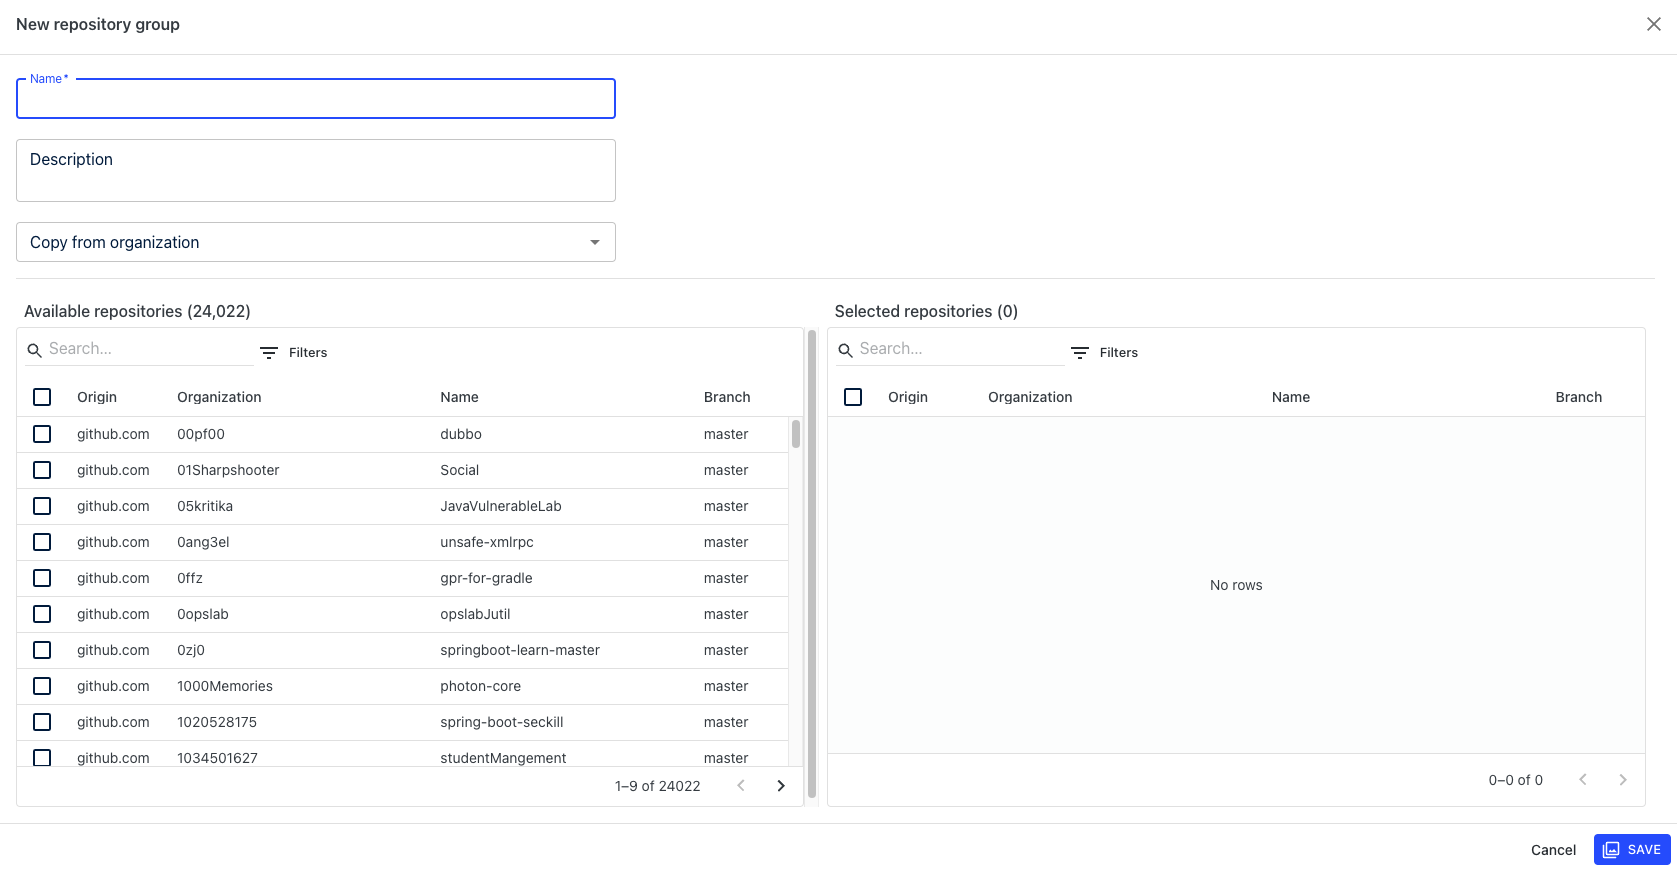 New repository group
Name *
Description
Copy from organization
Available repositories (24,022)
Search...
Filters
Origin Organization Name Branch
github.com 00pf00 dubbo master
github.com 01Sharpshooter Social master
github.com 05kritika JavaVulnerableLab master
github.com 0ang3el unsafe-xmlrpc master
github.com 0ffz gpr-for-gradle master
github.com 0opslab opslabJutil master
github.com 0zj0 springboot-learn-master master
github.com 1000Memories photon-core master
github.com 1020528175 spring-boot-seckill master
github.com 1034501627 studentMangement master
1–9 of 24022
Selected repositories (0)
Search...
Filters
Origin Organization Name Branch
No rows
0–0 of 0
Cancel
SAVE